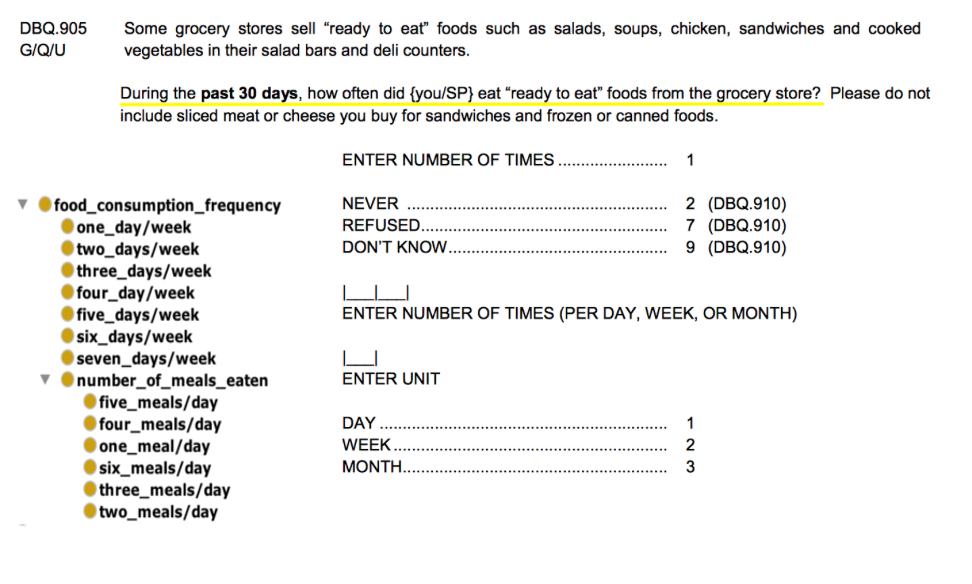 DBQ.905 Some grocery stores sell “ready to eat” foods such as salads, soups, chicken, sandwiches and cooked
G/Q/U vegetables in their salad bars and deli counters.
During the past 30 days, how often did {you/SP} eat “ready to eat” foods from the grocery store? Please do not
include sliced meat or cheese you buy for sandwiches and frozen or canned foods.
ENTER NUMBER OF TIMES ........................ 1
NEVER ......................................................... 2 (DBQ.910)
REFUSED...................................................... 7 (DBQ.910)
DON’T KNOW................................................ 9 (DBQ.910)
|___|___|
ENTER NUMBER OF TIMES (PER DAY, WEEK, OR MONTH)
|___|
ENTER UNIT
DAY ............................................................... 1
WEEK ............................................................ 2
MONTH.......................................................... 3
food_consumption_frequency
one_day/week
two_days/week
three_days/week
four_day/week
five_days/week
six_days/week
seven_days/week
number_of_meals_eaten
five_meals/day
four_meals/day
one_meal/day
six_meals/day
three_meals/day
two_meals/day